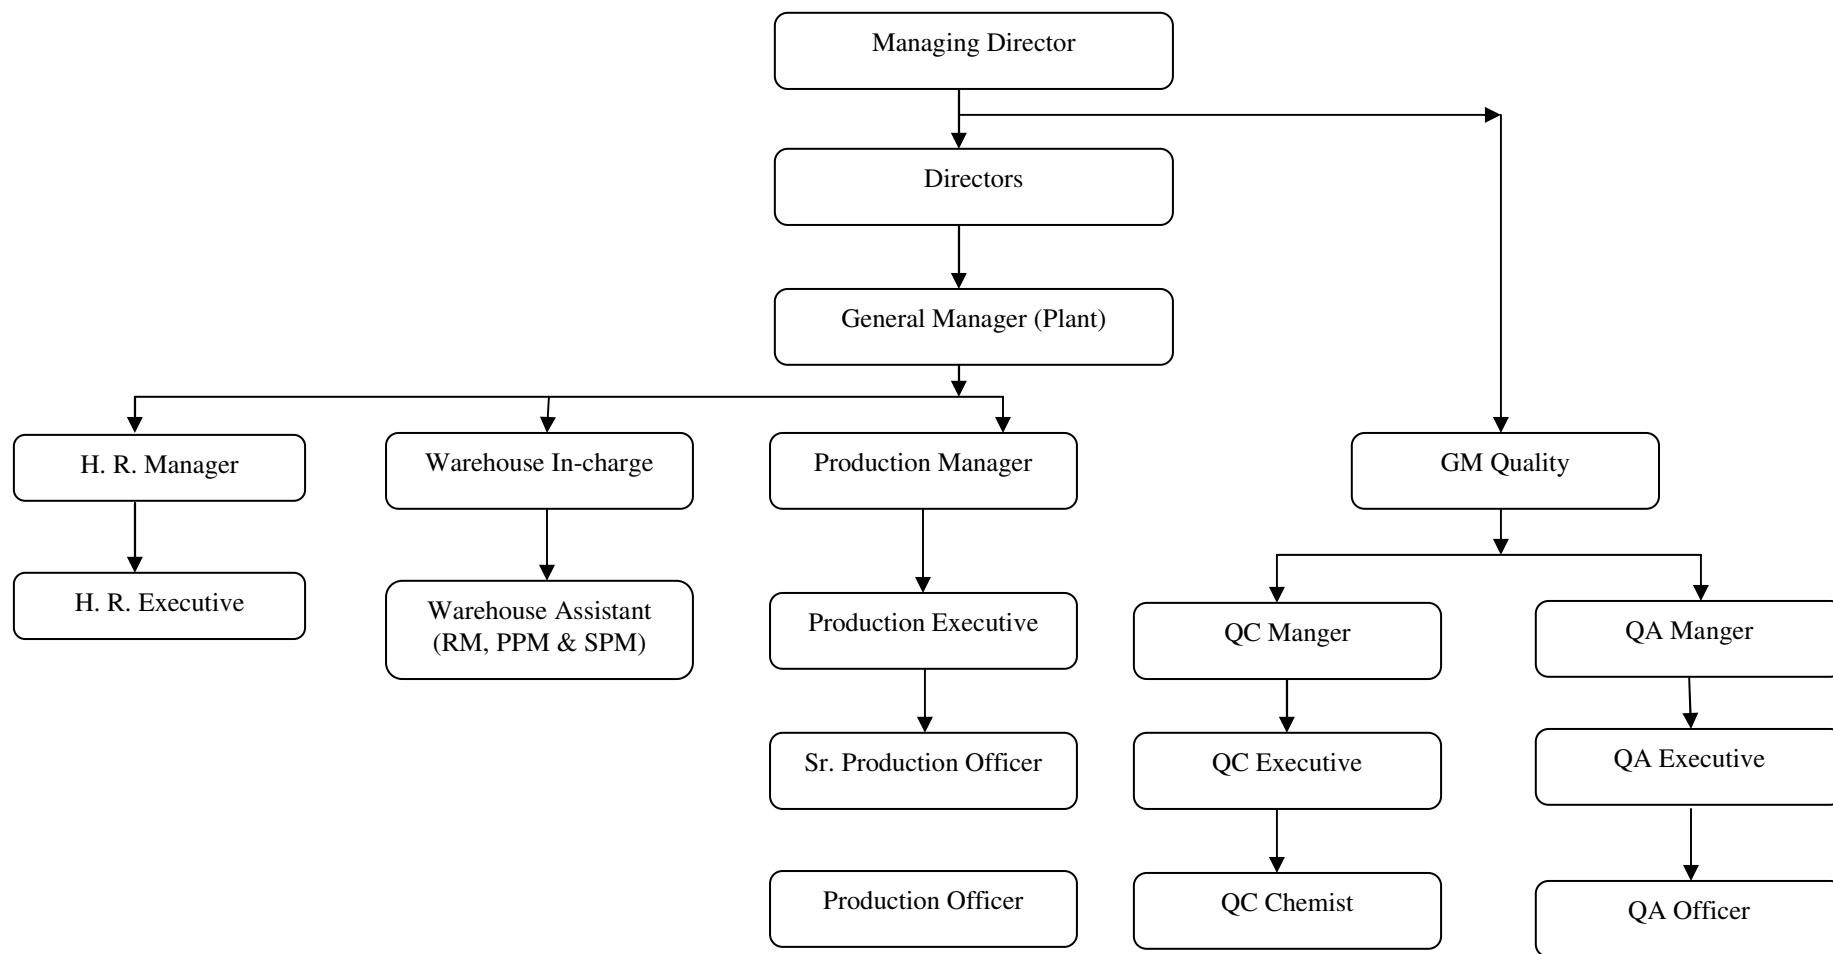 Managing Director
Directors
General Manager (Plant)
H. R. Manager
Warehouse In-charge
Production Manager
GM Quality
H. R. Executive
Warehouse Assistant
(RM, PPM & SPM)
Production Executive
QC Manger
QA Manger
Sr. Production Officer
QC Executive
QA Executive
Production Officer
QC Chemist
QA Officer